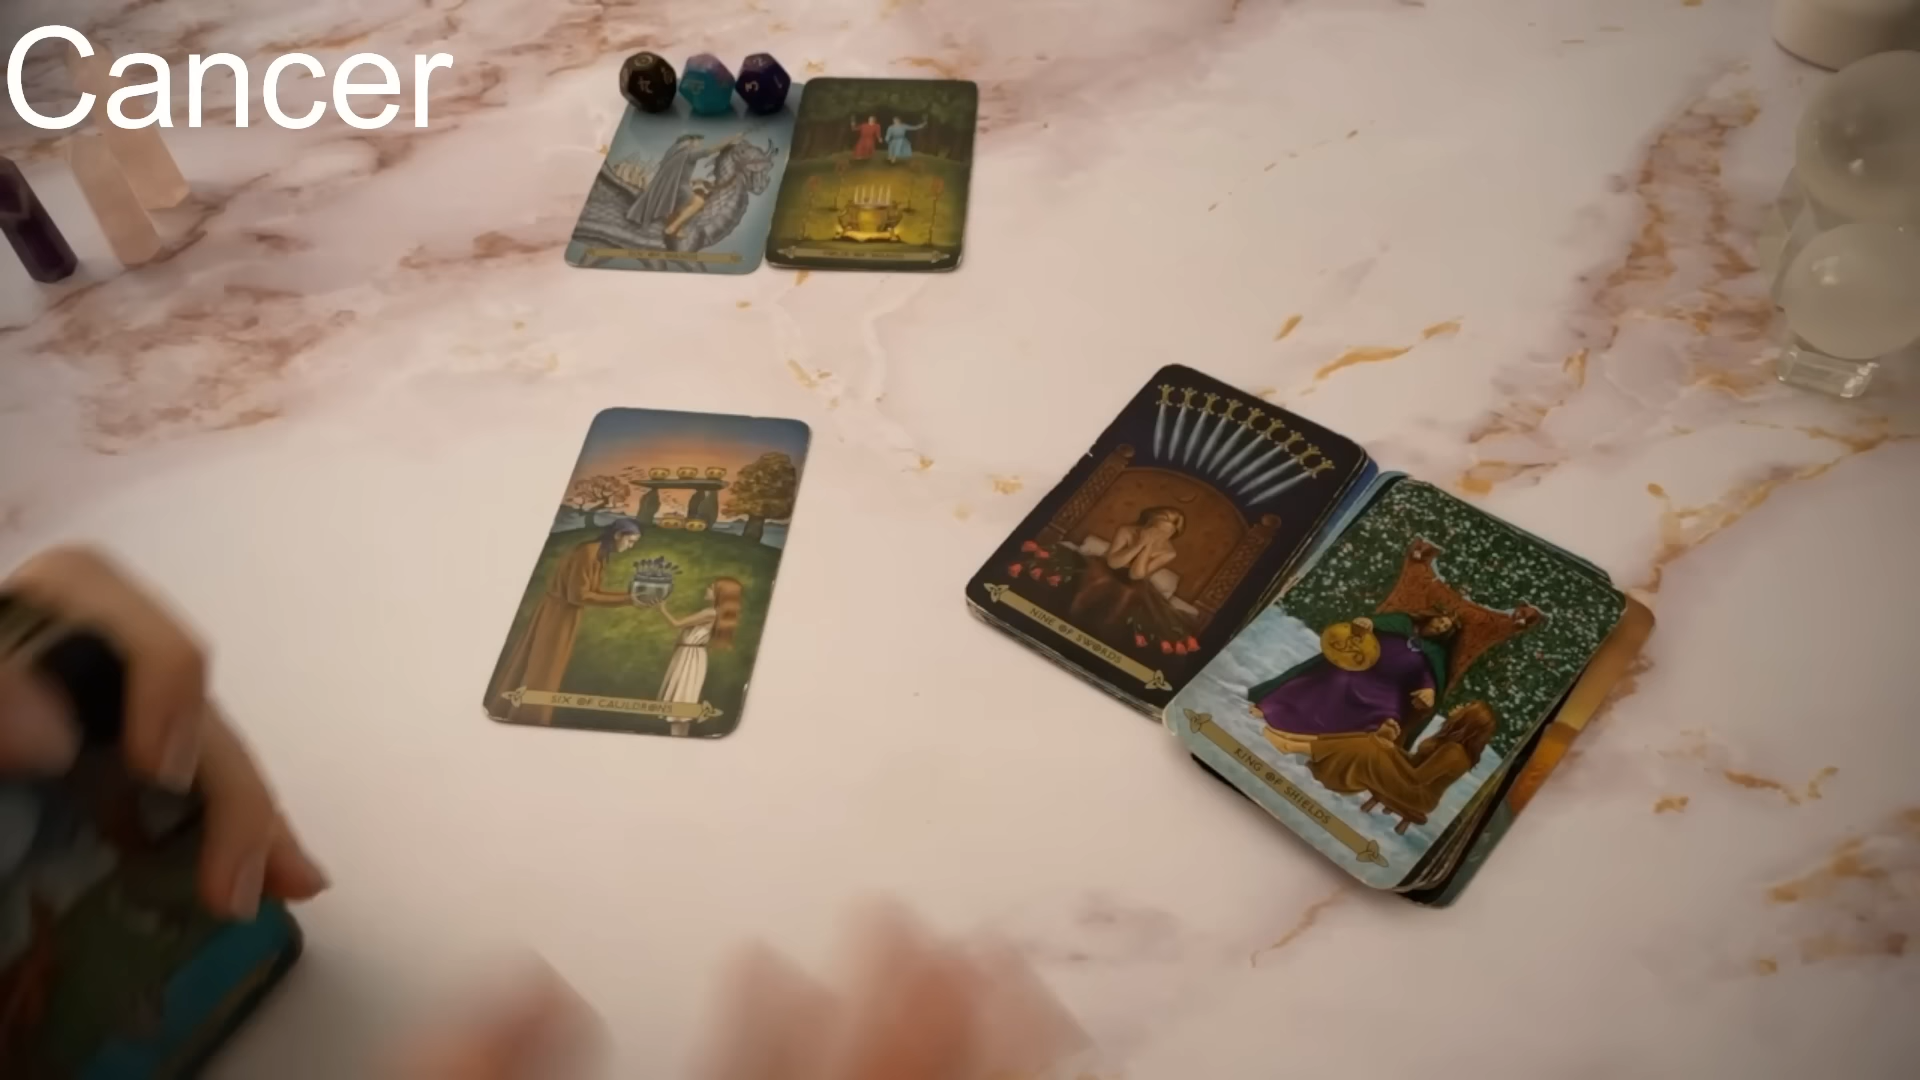 Cancer
SIX OF CAULDRONS
NINE OF SWORDS
KING OF SHIELDS